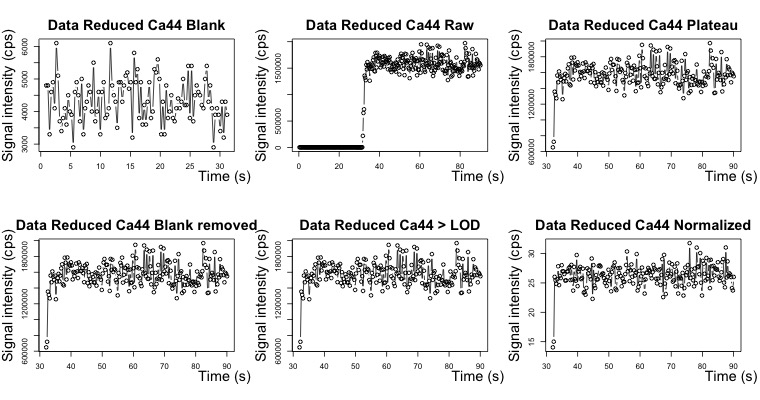 Data Reduced Ca44 Blank
Signal intensity (cps)
3000 4000 5000 6000
0 5 10 15 20 25 30
Time (s)
Data Reduced Ca44 Raw
Signal intensity (cps)
0 500000 1500000
0 20 40 60 80
Time (s)
Data Reduced Ca44 Plateau
Signal intensity (cps)
600000 1200000 1800000
30 40 50 60 70 80 90
Time (s)
Data Reduced Ca44 Blank removed
Signal intensity (cps)
600000 1200000 1800000
30 40 50 60 70 80 90
Time (s)
Data Reduced Ca44 > LOD
Signal intensity (cps)
600000 1200000 1800000
30 40 50 60 70 80 90
Time (s)
Data Reduced Ca44 Normalized
Signal intensity (cps)
15 20 25 30
30 40 50 60 70 80 90
Time (s)